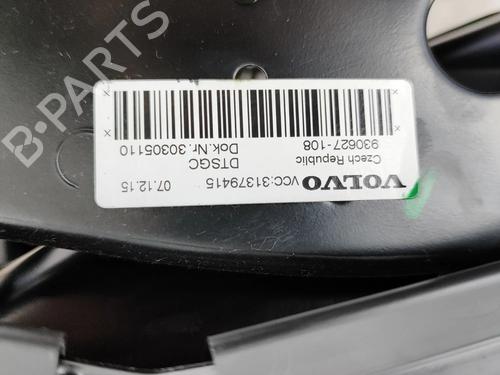 VOLVO
Czech Republic
930627-108
VCC:31379415
DTSGC
Dok.Nr.30305110
07.12.15
B-PARTS